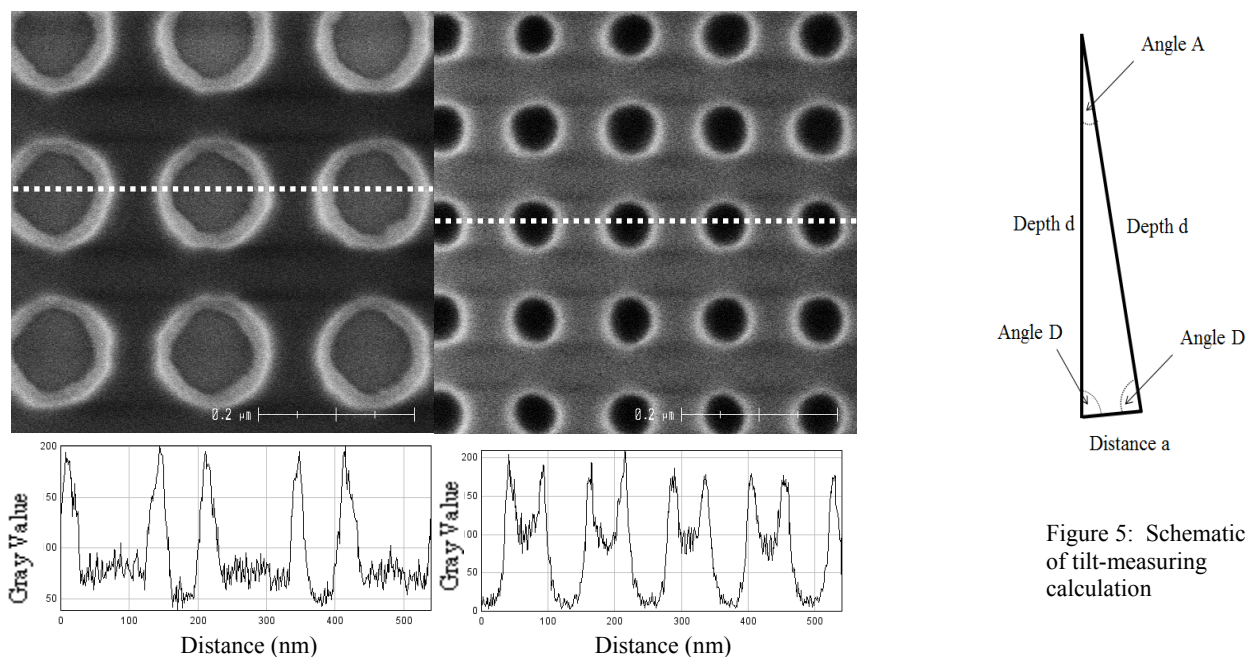 0.2 µm
0.2 µm
Gray Value
200
50
00
50
0 100 200 300 400 500
Distance (nm)
Gray Value
200
150
100
50
0
0 100 200 300 400 500
Distance (nm)
Angle A
Depth d
Depth d
Angle D
Angle D
Distance a
Figure 5: Schematic
of tilt-measuring
calculation